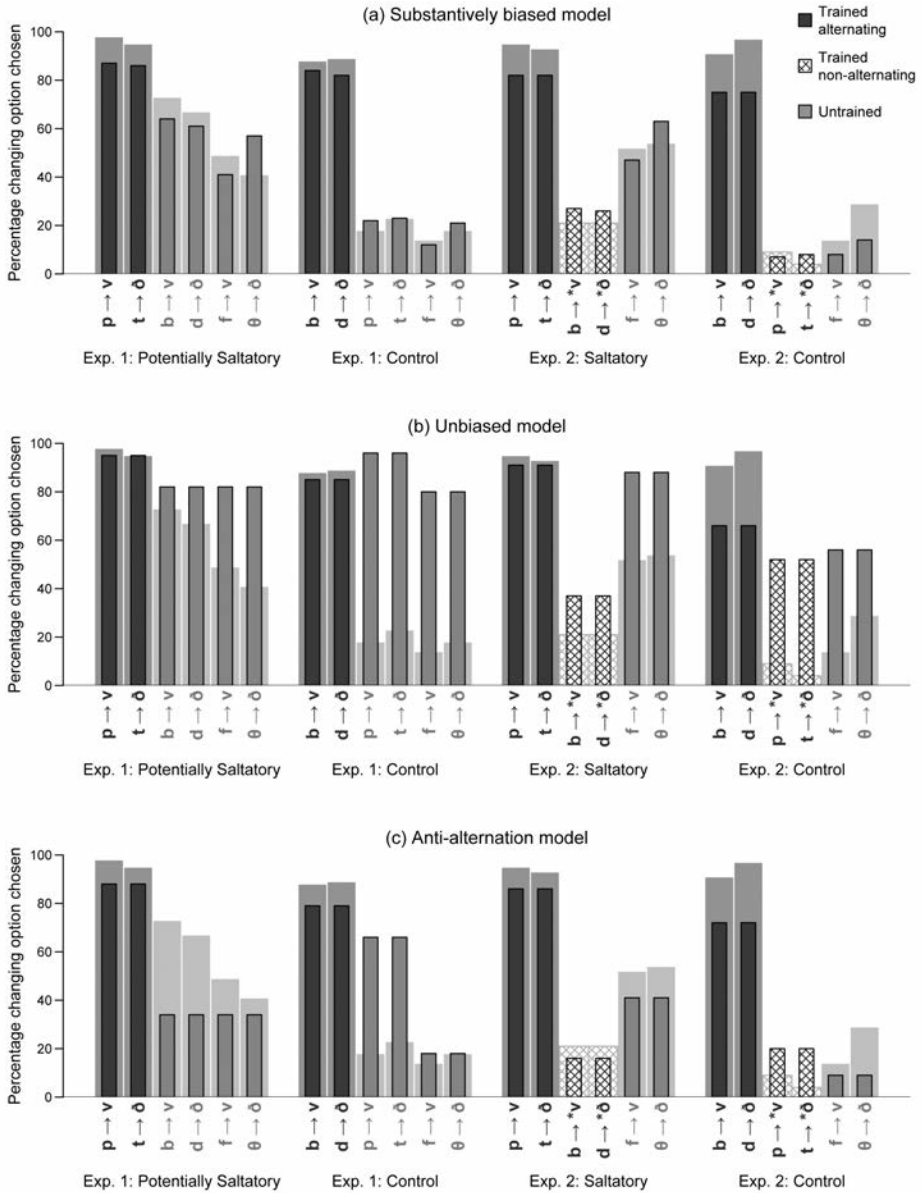 (a) Substantively biased model
Percentage changing option chosen
100
80
60
40
20
0
Trained alternating
Trained non-alternating
Untrained
p → v
t → ð
b → v
d → ð
f → v
θ → ð
b → v
d → ð
p → v
t → ð
f → v
θ → ð
p → v
t → ð
b → *v
d → *ð
f → v
θ → ð
b → v
d → ð
p → *v
t → *ð
f → v
θ → ð
Exp. 1: Potentially Saltatory
Exp. 1: Control
Exp. 2: Saltatory
Exp. 2: Control
(b) Unbiased model
Percentage changing option chosen
100
80
60
40
20
0
p → v
t → ð
b → v
d → ð
f → v
θ → ð
b → v
d → ð
p → v
t → ð
f → v
θ → ð
p → v
t → ð
b → *v
d → *ð
f → v
θ → ð
b → v
d → ð
p → *v
t → *ð
f → v
θ → ð
Exp. 1: Potentially Saltatory
Exp. 1: Control
Exp. 2: Saltatory
Exp. 2: Control
(c) Anti-alternation model
Percentage changing option chosen
100
80
60
40
20
0
p → v
t → ð
b → v
d → ð
f → v
θ → ð
b → v
d → ð
p → v
t → ð
f → v
θ → ð
p → v
t → ð
b → *v
d → *ð
f → v
θ → ð
b → v
d → ð
p → *v
t → *ð
f → v
θ → ð
Exp. 1: Potentially Saltatory
Exp. 1: Control
Exp. 2: Saltatory
Exp. 2: Control